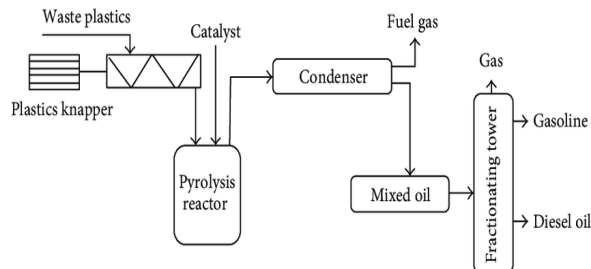 Waste plastics
Catalyst
Fuel gas
Plastics knapper
Condenser
Gas
Pyrolysis
reactor
Mixed oil
Fractionating tower
Gasoline
Diesel oil